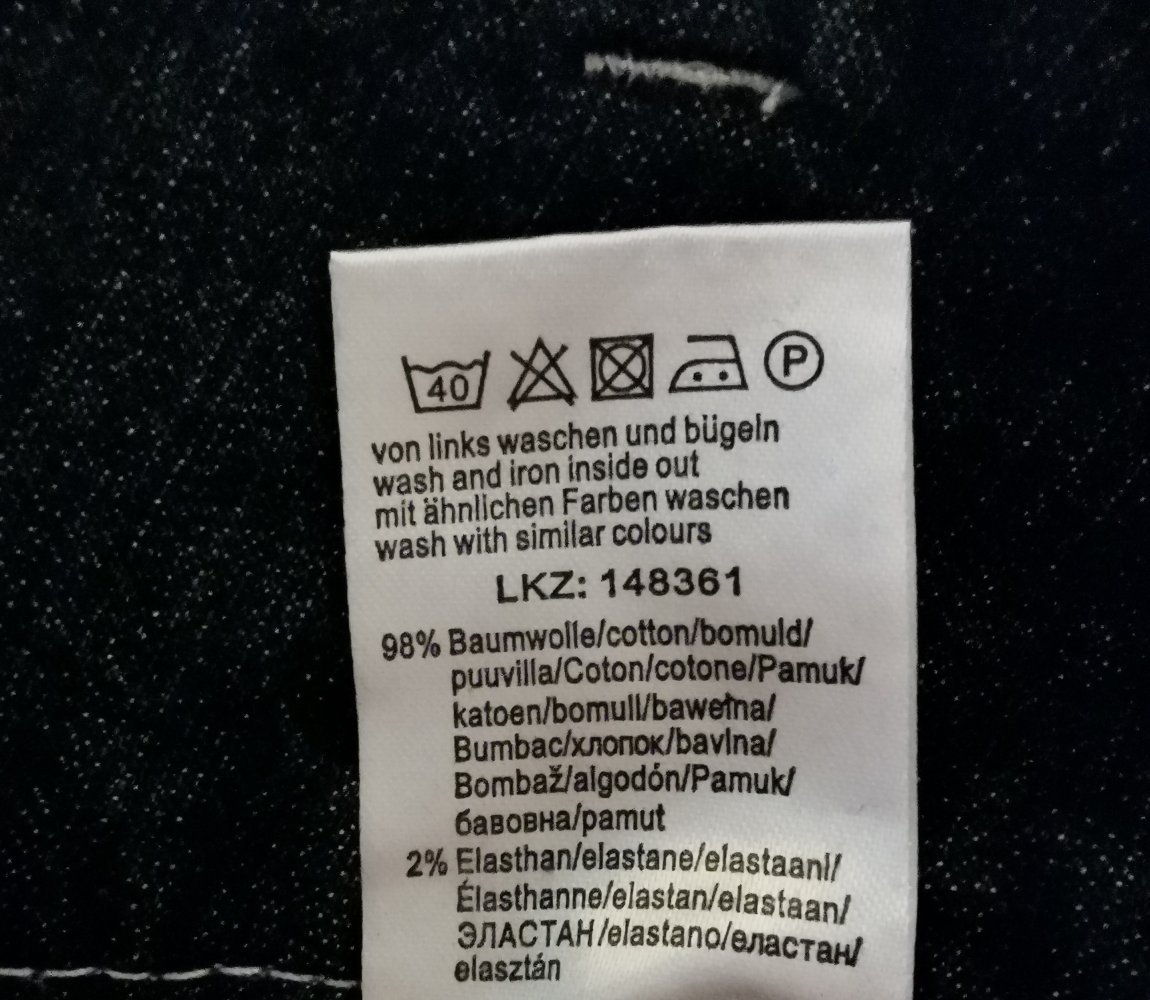 40 P
von links waschen und bügeln
wash and iron inside out
mit ähnlichen Farben waschen
wash with similar colours
LKZ: 148361
98% Baumwolle/cotton/bomuld/
puuvilla/Coton/cotone/Pamuk/
katoen/bomull/bawełna/
Bumbac/хлопок/bavlna/
Bombaž/algodón/Pamuk/
бавовна/pamut
2% Elasthan/elastane/elastaani/
Élasthanne/elastan/elastaan/
ЭЛАСТАН/elastano/еластан/
elasztán